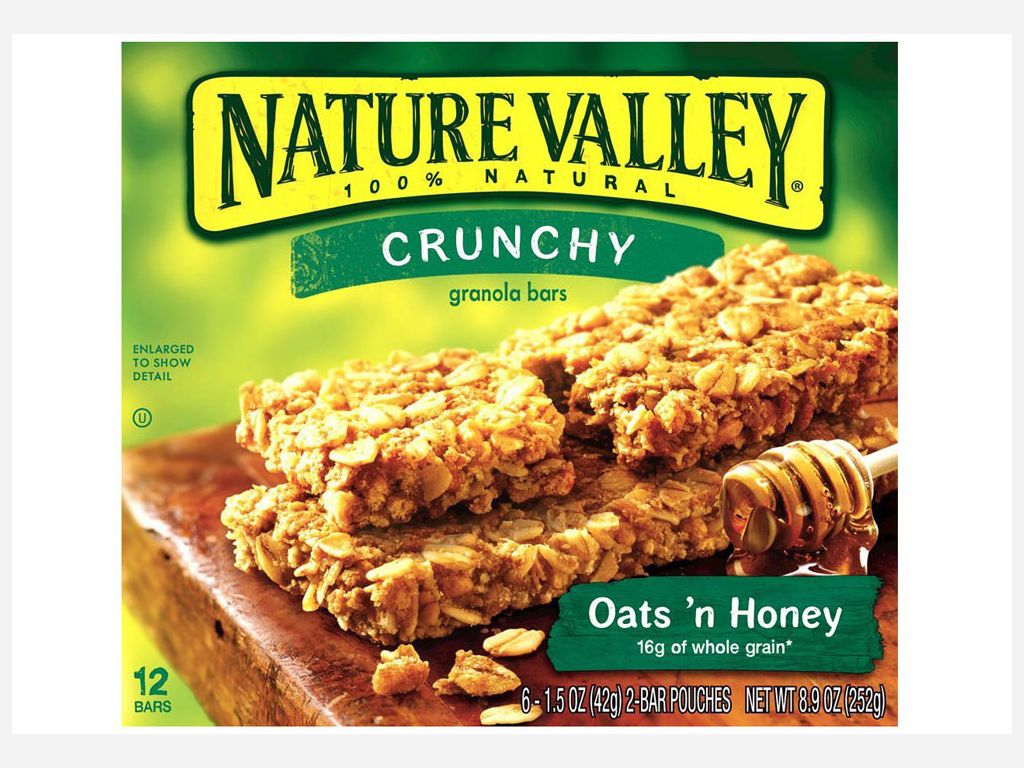 NATURE VALLEY®
100% NATURAL
CRUNCHY
granola bars
ENLARGED
TO SHOW
DETAIL
U
Oats 'n Honey
16g of whole grain*
12
BARS
6 - 1.5 OZ (42g) 2-BAR POUCHES NET WT 8.9 OZ (252g)